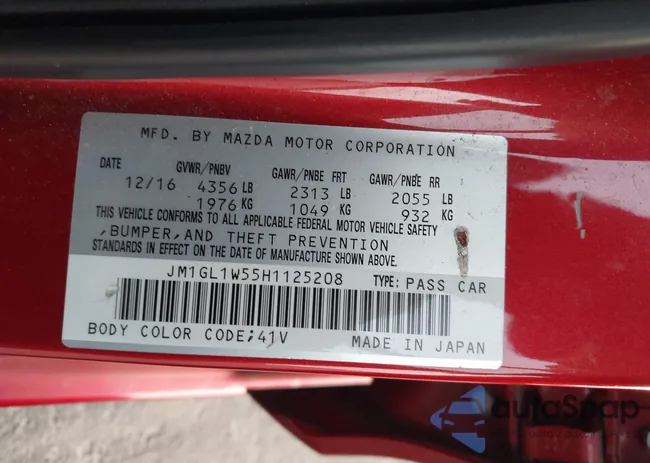 MFD. BY MAZDA MOTOR CORPORATION
DATE GVWR/PNBV GAWR/PNBE FRT GAWR/PNBE RR
12/16 4356 LB 2313 LB 2055 LB
1976 KG 1049 KG 932 KG
THIS VEHICLE CONFORMS TO ALL APPLICABLE FEDERAL MOTOR VEHICLE SAFETY
,BUMPER,AND THEFT PREVENTION
STANDARDS IN EFFECT ON THE DATE OF MANUFACTURE SHOWN ABOVE.
JM1GL1W55H1125208 TYPE: PASS CAR
BODY COLOR CODE;41V MADE IN JAPAN
autoSnap